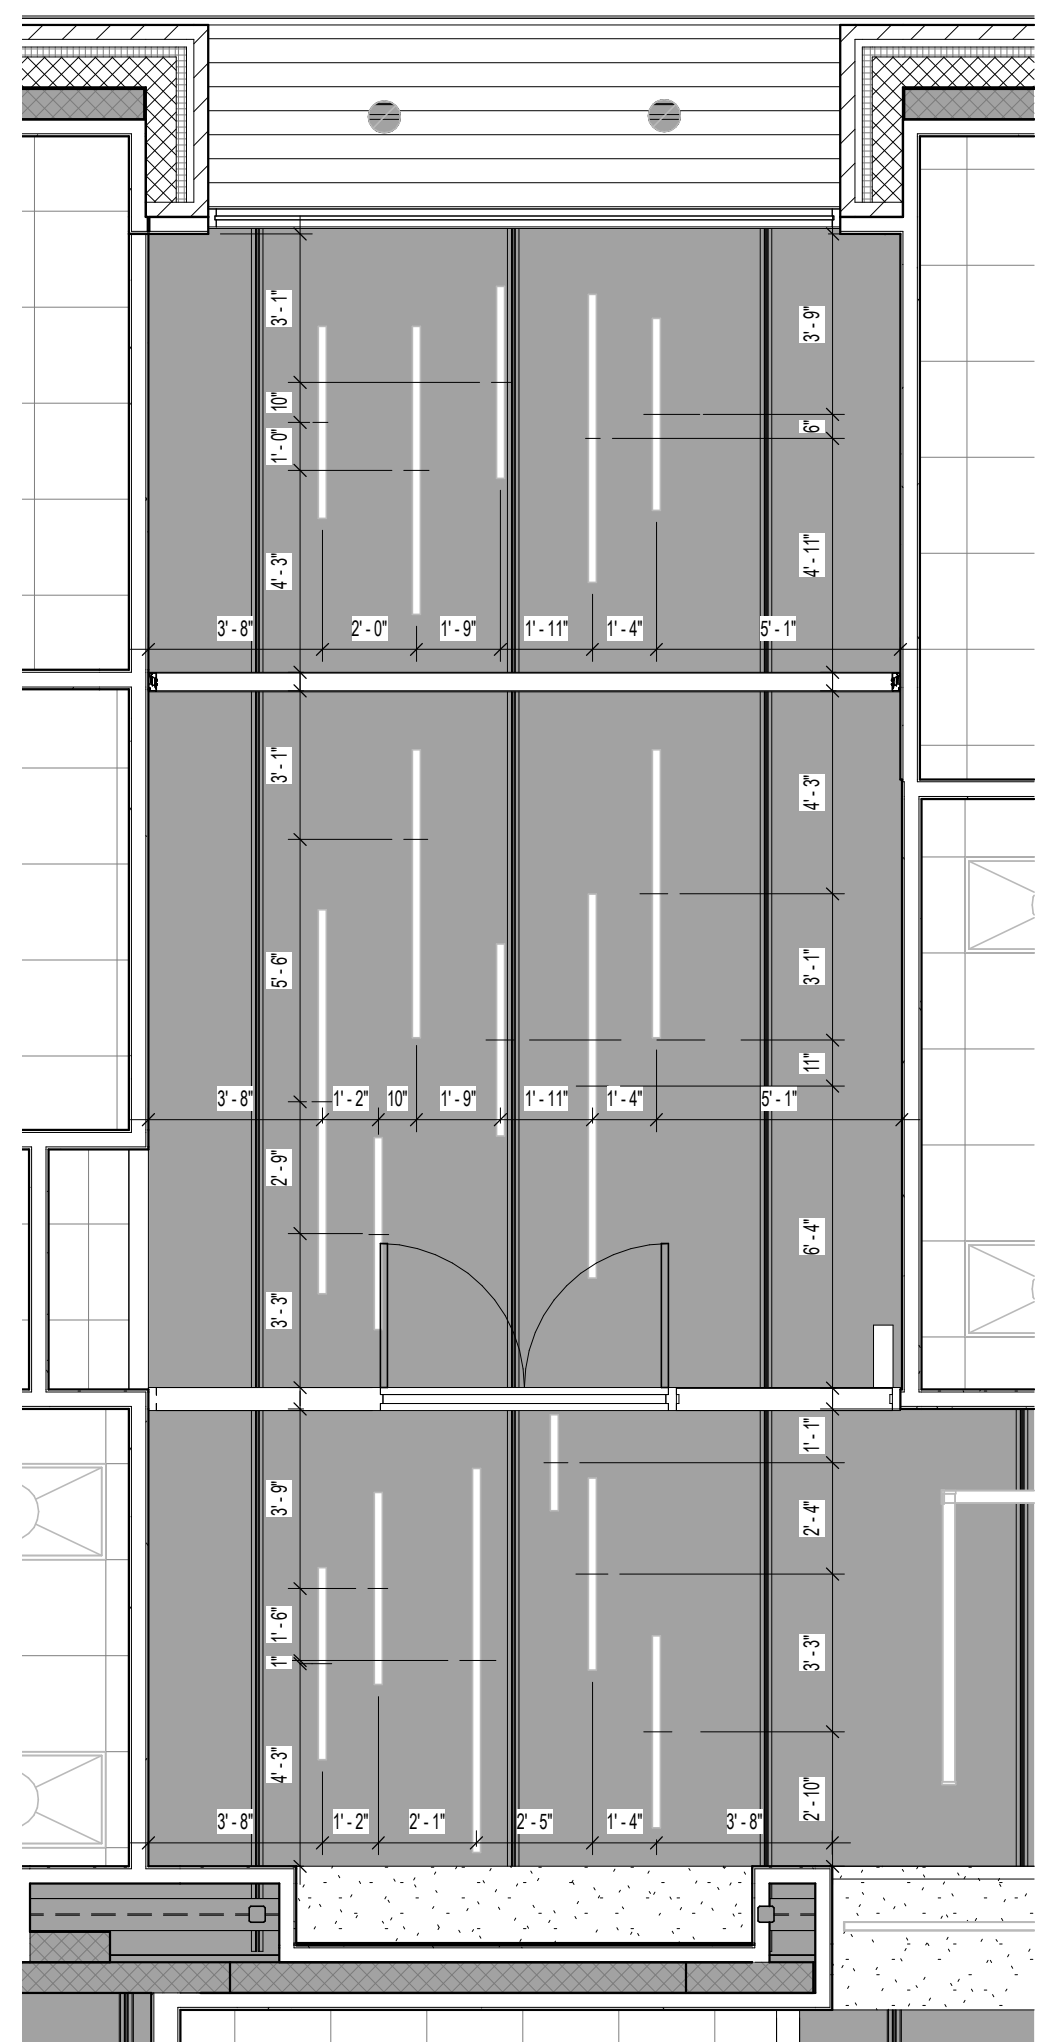 3' - 1"
3' - 9"
10"
6"
1' - 0"
4' - 3"
4' - 11"
3' - 8"
2' - 0"
1' - 9"
1' - 11"
1' - 4"
5' - 1"
3' - 1"
4' - 3"
5' - 6"
3' - 1"
11"
3' - 8"
1' - 2"
10"
1' - 9"
1' - 11"
1' - 4"
5' - 1"
2' - 9"
6' - 4"
3' - 3"
1' - 1"
3' - 9"
2' - 4"
1' - 6"
1"
3' - 3"
4' - 3"
2' - 10"
3' - 8"
1' - 2"
2' - 1"
2' - 5"
1' - 4"
3' - 8"